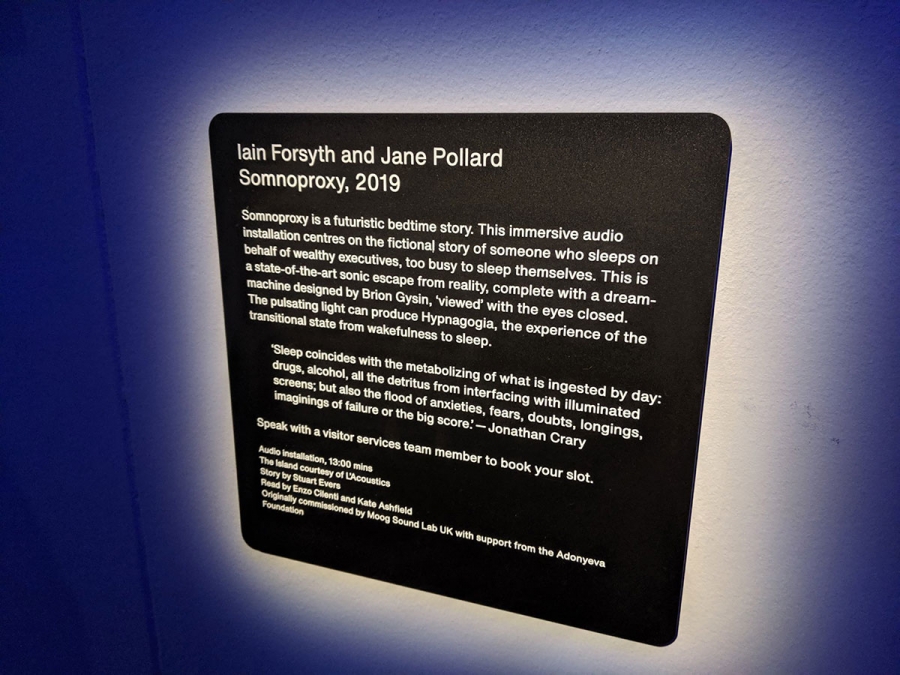 Iain Forsyth and Jane Pollard
Somnoproxy, 2019
Somnoproxy is a futuristic bedtime story. This immersive audio
installation centres on the fictional story of someone who sleeps on
behalf of wealthy executives, too busy to sleep themselves. This is
a state-of-the-art sonic escape from reality, complete with a dream-
machine designed by Brion Gysin, 'viewed' with the eyes closed.
The pulsating light can produce Hypnagogia, the experience of the
transitional state from wakefulness to sleep.
'Sleep coincides with the metabolizing of what is ingested by day:
drugs, alcohol, all the detritus from interfacing with illuminated
screens; but also the flood of anxieties, fears, doubts, longings,
imaginings of failure or the big score.' — Jonathan Crary
Speak with a visitor services team member to book your slot.
Audio installation, 13:00 mins
The Island courtesy of L'Acoustics
Story by Stuart Evers
Read by Enzo Cilenti and Kate Ashfield
Originally commissioned by Moog Sound Lab UK with support from the Adonyeva
Foundation